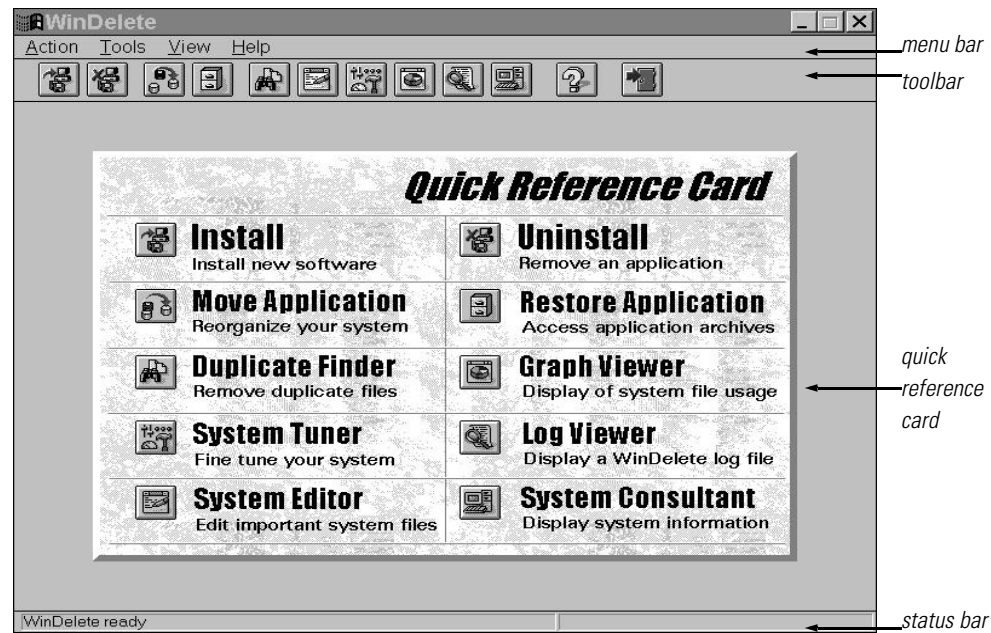 WinDelete
Action Tools View Help
menu bar
toolbar
Quick Reference Card
Install
Install new software
Uninstall
Remove an application
Move Application
Reorganize your system
Restore Application
Access application archives
Duplicate Finder
Remove duplicate files
Graph Viewer
Display of system file usage
System Tuner
Fine tune your system
Log Viewer
Display a WinDelete log file
System Editor
Edit important system files
System Consultant
Display system information
quick
reference
card
WinDelete ready
status bar